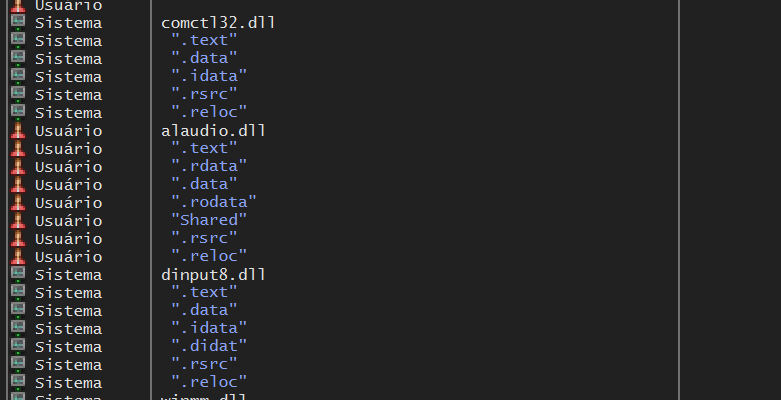 Usuário
Sistema comctl32.dll
Sistema ".text"
Sistema ".data"
Sistema ".idata"
Sistema ".rsrc"
Sistema ".reloc"
Usuário alaudio.dll
Usuário ".text"
Usuário ".rdata"
Usuário ".data"
Usuário ".rodata"
Usuário "Shared"
Usuário ".rsrc"
Usuário ".reloc"
Sistema dinput8.dll
Sistema ".text"
Sistema ".data"
Sistema ".idata"
Sistema ".didat"
Sistema ".rsrc"
Sistema ".reloc"
Sistema winmm.dll